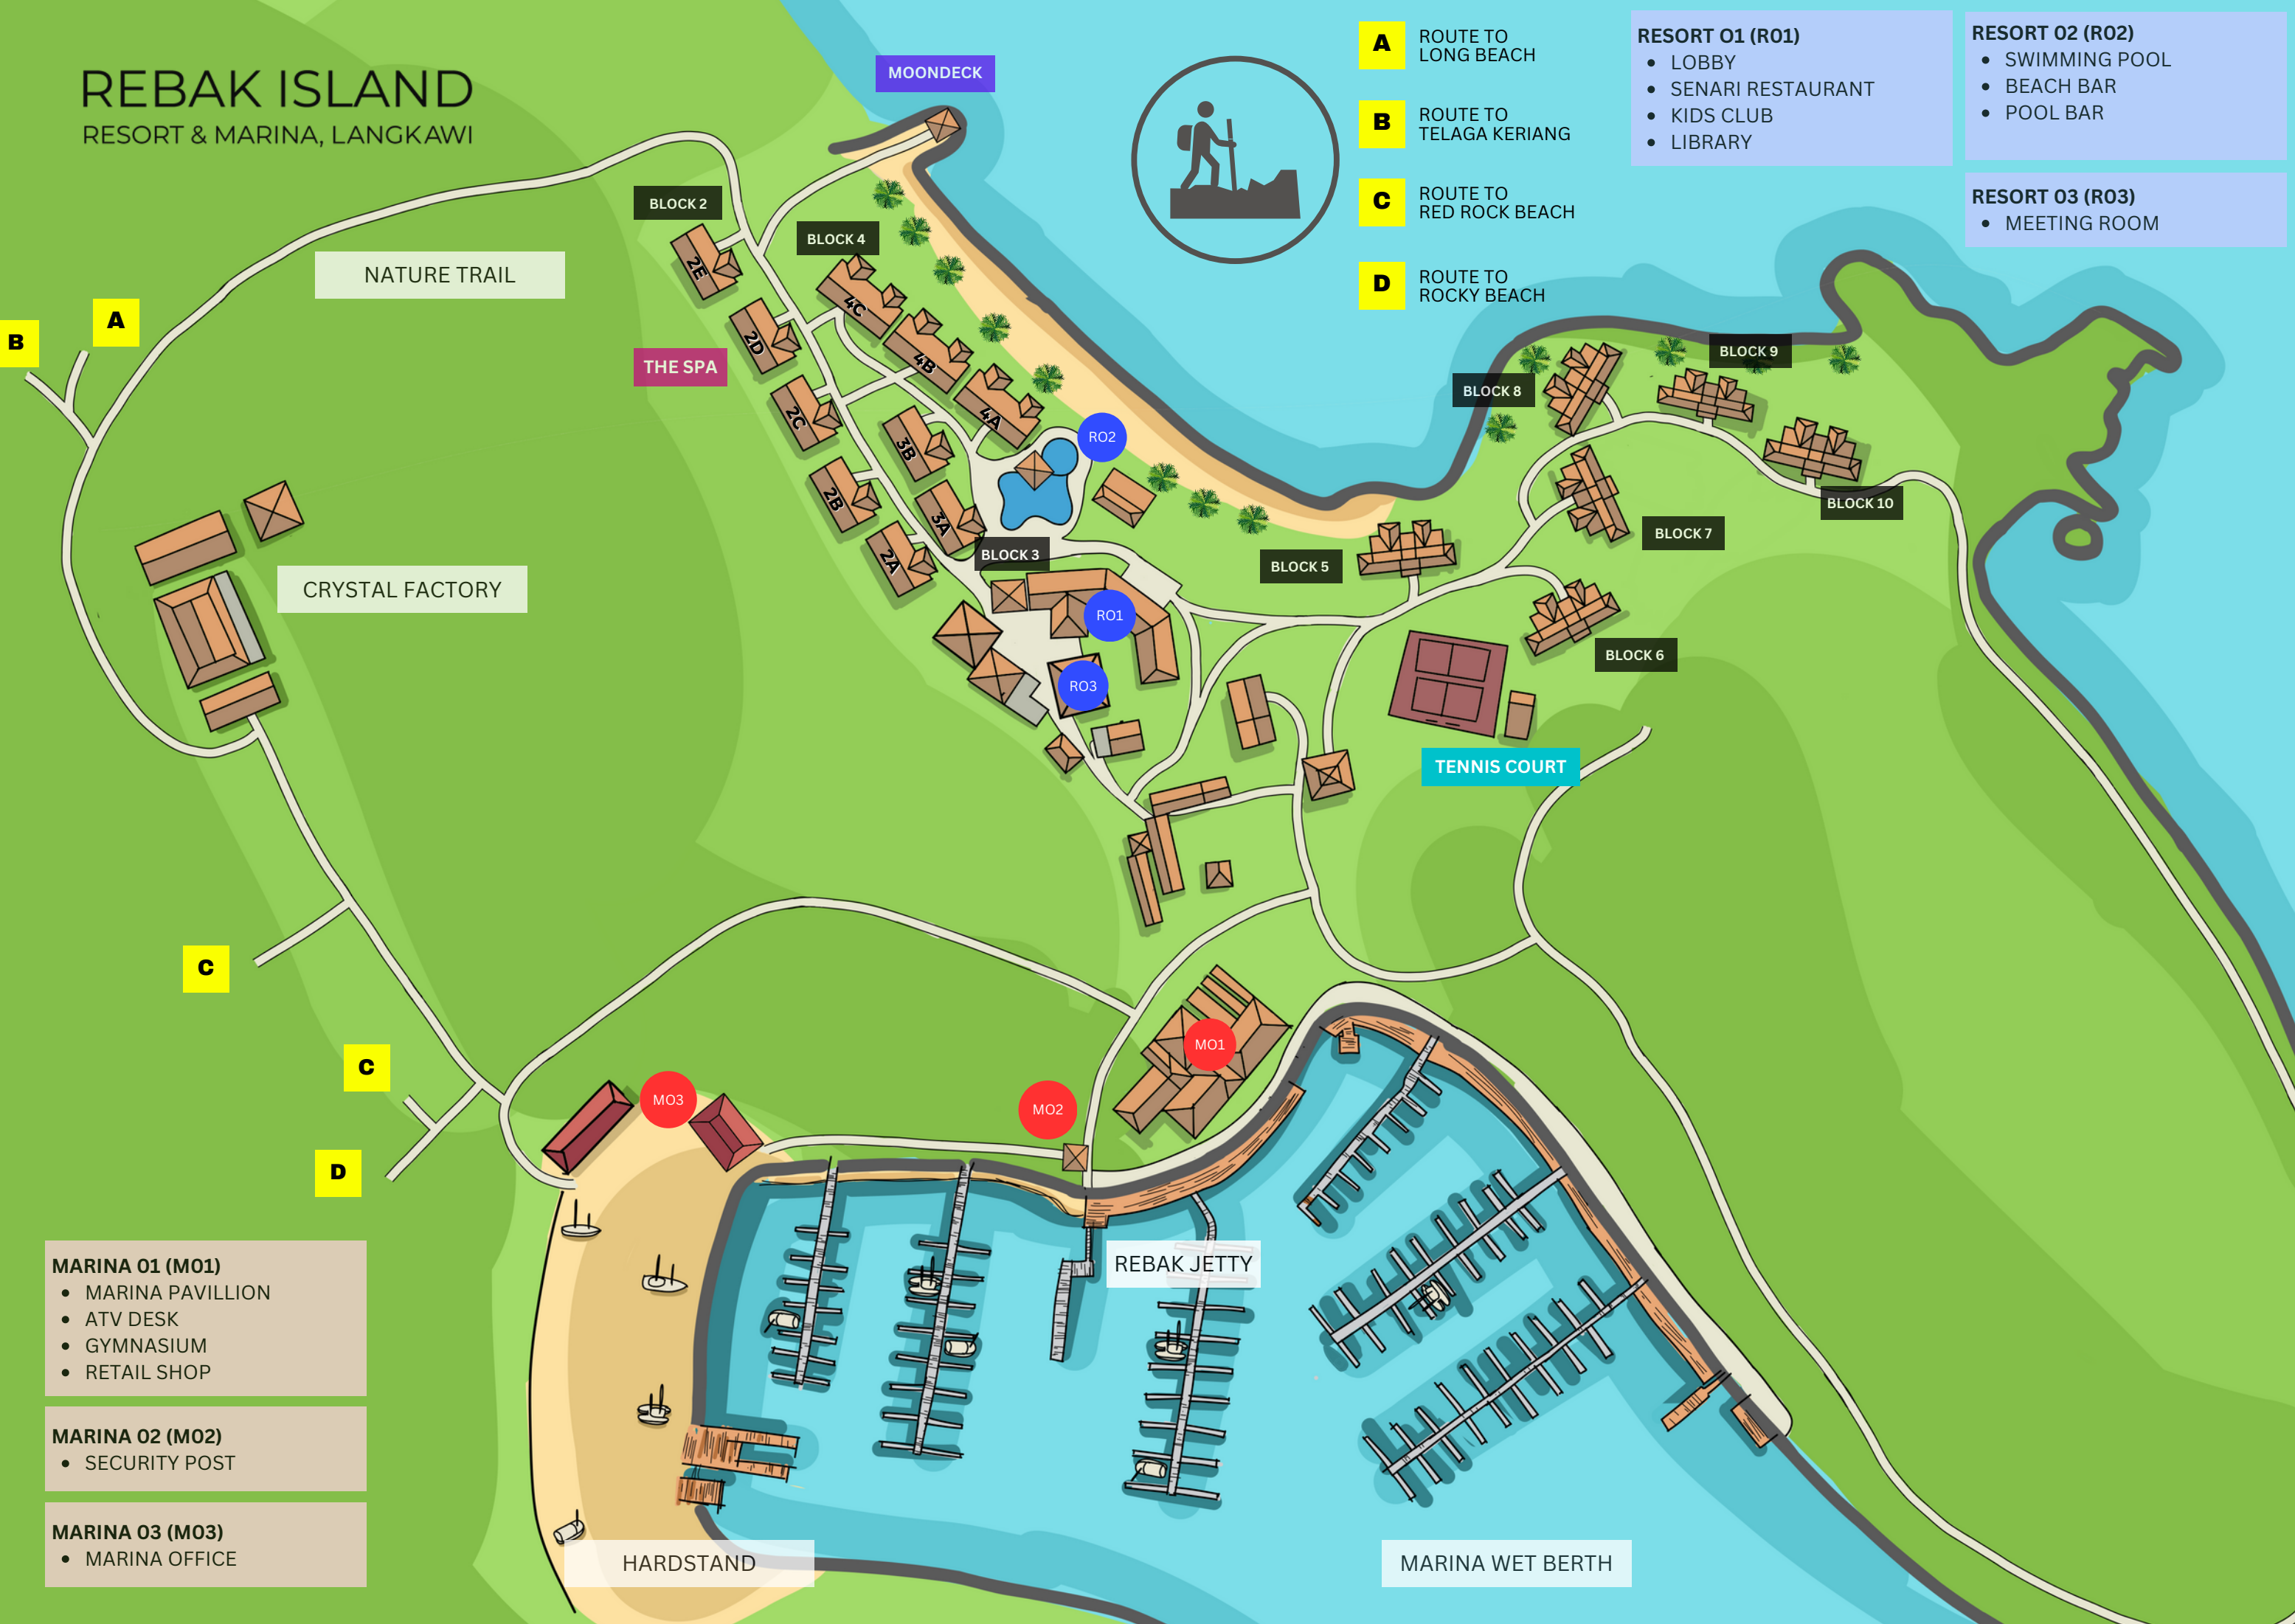 REBAK ISLAND
RESORT & MARINA, LANGKAWI
MOONDECK
A
ROUTE TO
LONG BEACH
B
ROUTE TO
TELAGA KERIANG
C
ROUTE TO
RED ROCK BEACH
D
ROUTE TO
ROCKY BEACH
RESORT O1 (R01)
• LOBBY
• SENARI RESTAURANT
• KIDS CLUB
• LIBRARY
RESORT 02 (R02)
• SWIMMING POOL
• BEACH BAR
• POOL BAR
RESORT 03 (R03)
• MEETING ROOM
BLOCK 2
BLOCK 4
NATURE TRAIL
2E
4C
A
B
2D
4B
THE SPA
BLOCK 9
BLOCK 8
2C
4A
3B
RO2
2B
3A
BLOCK 10
BLOCK 7
2A
BLOCK 3
BLOCK 5
CRYSTAL FACTORY
RO1
BLOCK 6
RO3
TENNIS COURT
C
C
MO1
MO3
MO2
D
REBAK JETTY
MARINA 01 (M01)
• MARINA PAVILLION
• ATV DESK
• GYMNASIUM
• RETAIL SHOP
MARINA 02 (M02)
• SECURITY POST
MARINA 03 (M03)
• MARINA OFFICE
HARDSTAND
MARINA WET BERTH